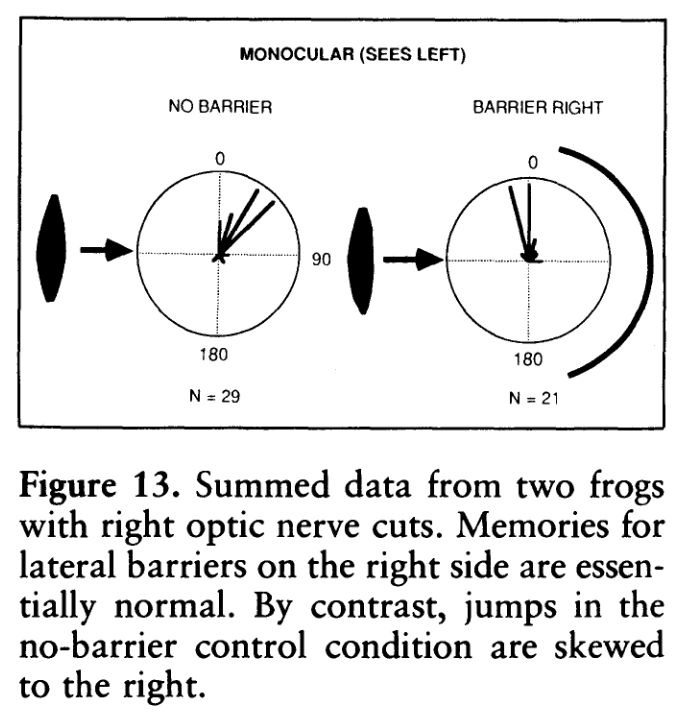 MONOCULAR (SEES LEFT)
NO BARRIER
BARRIER RIGHT
0
0
90
180
180
N = 29
N = 21
Figure 13. Summed data from two frogs
with right optic nerve cuts. Memories for
lateral barriers on the right side are essen-
tially normal. By contrast, jumps in the
no-barrier control condition are skewed
to the right.